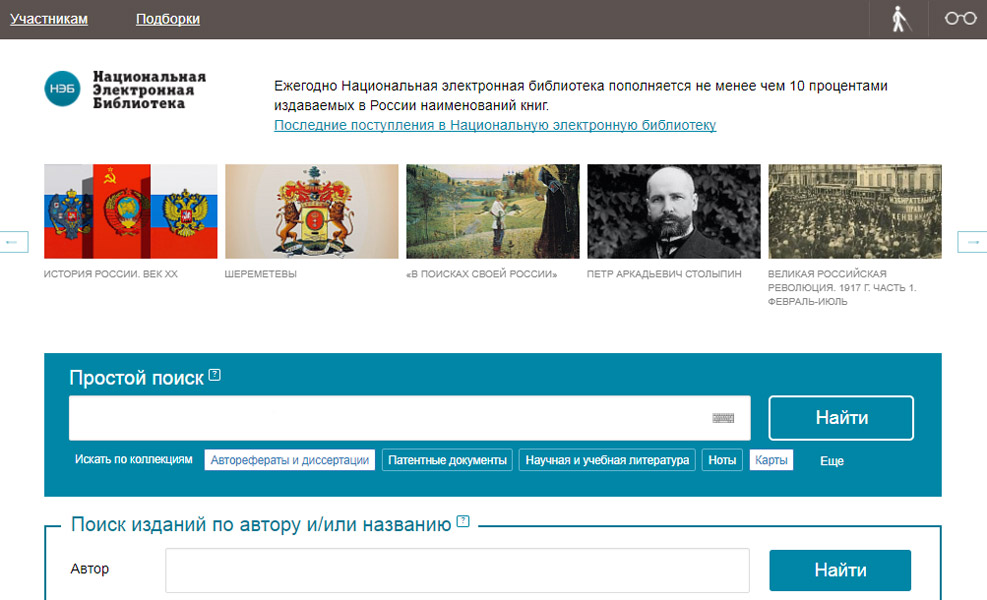 Участникам Подборки
НЭБ
Национальная
Электронная
Библиотека
Ежегодно Национальная электронная библиотека пополняется не менее чем 10 процентами
издаваемых в России наименований книг.
Последние поступления в Национальную электронную библиотеку
ИСТОРИЯ РОССИИ. ВЕК XX
ШЕРЕМЕТЕВЫ
«В ПОИСКАХ СВОЕЙ РОССИИ»
ПЕТР АРКАДЬЕВИЧ СТОЛЫПИН
ВЕЛИКАЯ РОССИЙСКАЯ
РЕВОЛЮЦИЯ. 1917 Г. ЧАСТЬ 1.
ФЕВРАЛЬ-ИЮЛЬ
Простой поиск ?
Найти
Искать по коллекциям Авторефераты и диссертации Патентные документы Научная и учебная литература Ноты Карты Еще
Поиск изданий по автору и/или названию ?
Автор
Найти